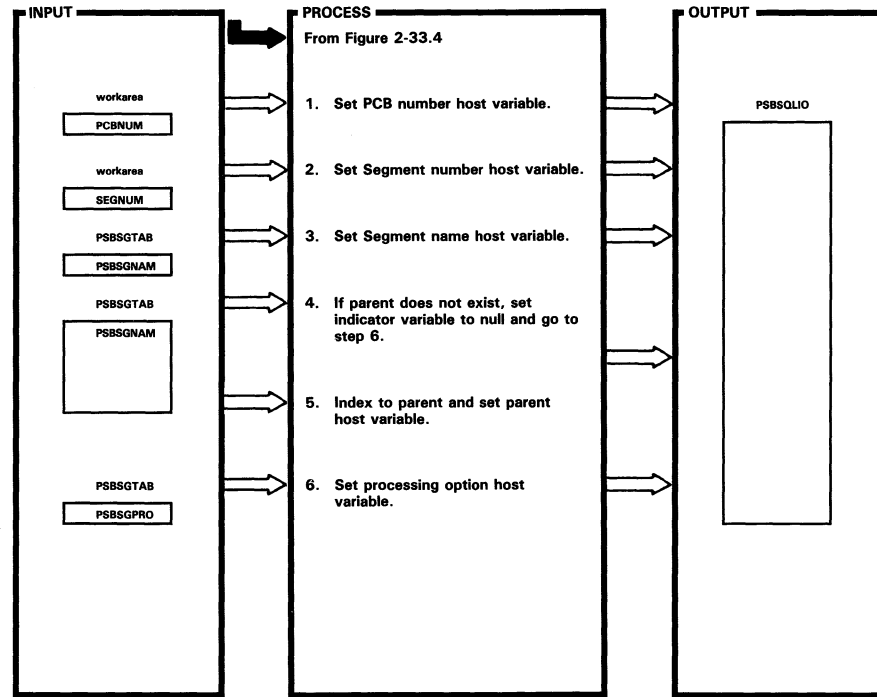 INPUT
PROCESS
OUTPUT
From Figure 2-33.4
workarea
PCBNUM
1. Set PCB number host variable.
PSBSQLIO
workarea
SEGNUM
2. Set Segment number host variable.
PSBSGTAB
PSBSGNAM
3. Set Segment name host variable.
PSBSGTAB
PSBSGNAM
4. If parent does not exist, set
indicator variable to null and go to
step 6.
5. Index to parent and set parent
host variable.
PSBSGTAB
PSBSGPRO
6. Set processing option host
variable.